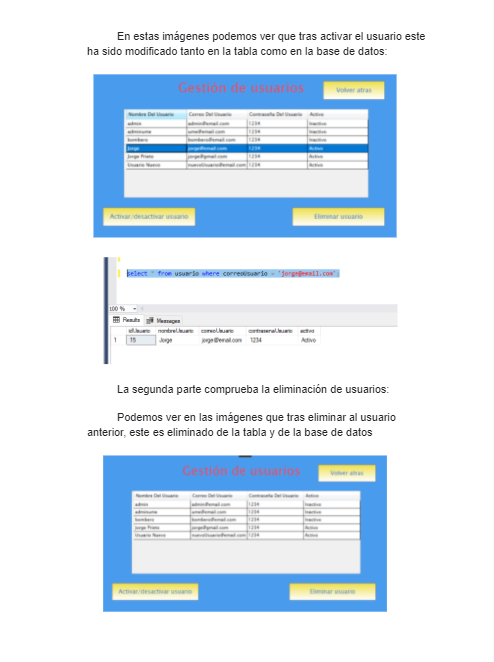 En estas imágenes podemos ver que tras activar el usuario este
ha sido modificado tanto en la tabla como en la base de datos:
Gestión de usuarios
Volver atras
Nombre Del Usuario Correo Del Usuario Contraseña Del Usuario Activo
admin admin@email.com 1234 Inactivo
adminume ume@email.com 1234 Inactivo
bombero bombero@email.com 1234 Inactivo
Jorge jorge@email.com 1234 Activo
Jorge Prieto jorge@gmail.com 1234 Activo
Usuario Nuevo nuevoUsuario@email.com 1234 Activo
Activar/desactivar usuario
Eliminar usuario
select * from usuario where correoUsuario = 'jorge@email.com';
100 %
Results Messages
idUsuario nombreUsuario correoUsuario contrasenaUsuario activo
1 15 Jorge jorge@email.com 1234 Activo
La segunda parte comprueba la eliminación de usuarios:
Podemos ver en las imágenes que tras eliminar al usuario
anterior, este es eliminado de la tabla y de la base de datos
Gestión de usuarios
Volver atras
Nombre Del Usuario Correo Del Usuario Contraseña Del Usuario Activo
admin admin@email.com 1234 Inactivo
adminume ume@email.com 1234 Inactivo
bombero bombero@email.com 1234 Inactivo
Jorge Prieto jorge@gmail.com 1234 Activo
Usuario Nuevo nuevoUsuario@email.com 1234 Activo
Activar/desactivar usuario
Eliminar usuario